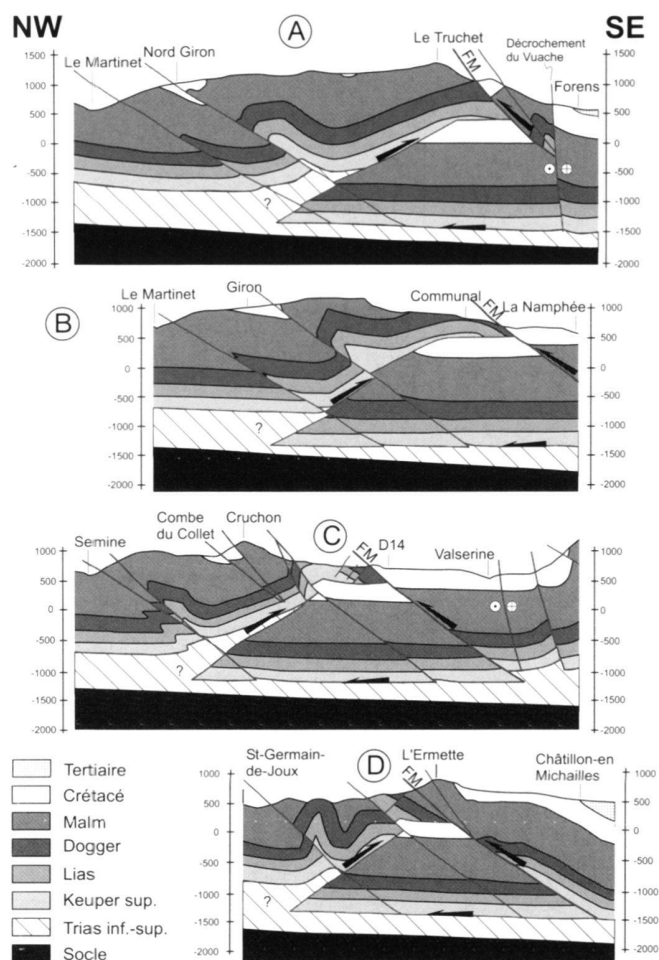 NW
A
SE
Le Truchet
Nord Giron
Le Martinet
FM
Décrochement
du Vuache
Forens
1500
1000
500
0
-500
-1000
-1500
-2000
?
1500
1000
500
0
-500
-1000
-1500
-2000
B
Le Martinet
Giron
Communal
FM
La Namphée
1000
500
0
-500
-1000
-1500
-2000
?
1000
500
0
-500
-1000
-1500
-2000
C
Semine
Combe
du Collet
Cruchon
FM
D14
Valserine
1000
500
0
-500
-1000
-1500
-2000
?
1000
500
0
-500
-1000
-1500
-2000
D
St-Germain-
de-Joux
L'Ermette
FM
Châtillon-en
Michailles
1000
500
0
-500
-1000
-1500
-2000
?
1000
500
0
-500
-1000
-1500
-2000
Tertiaire
Crétacé
Malm
Dogger
Lias
Keuper sup.
Trias inf.-sup.
Socle